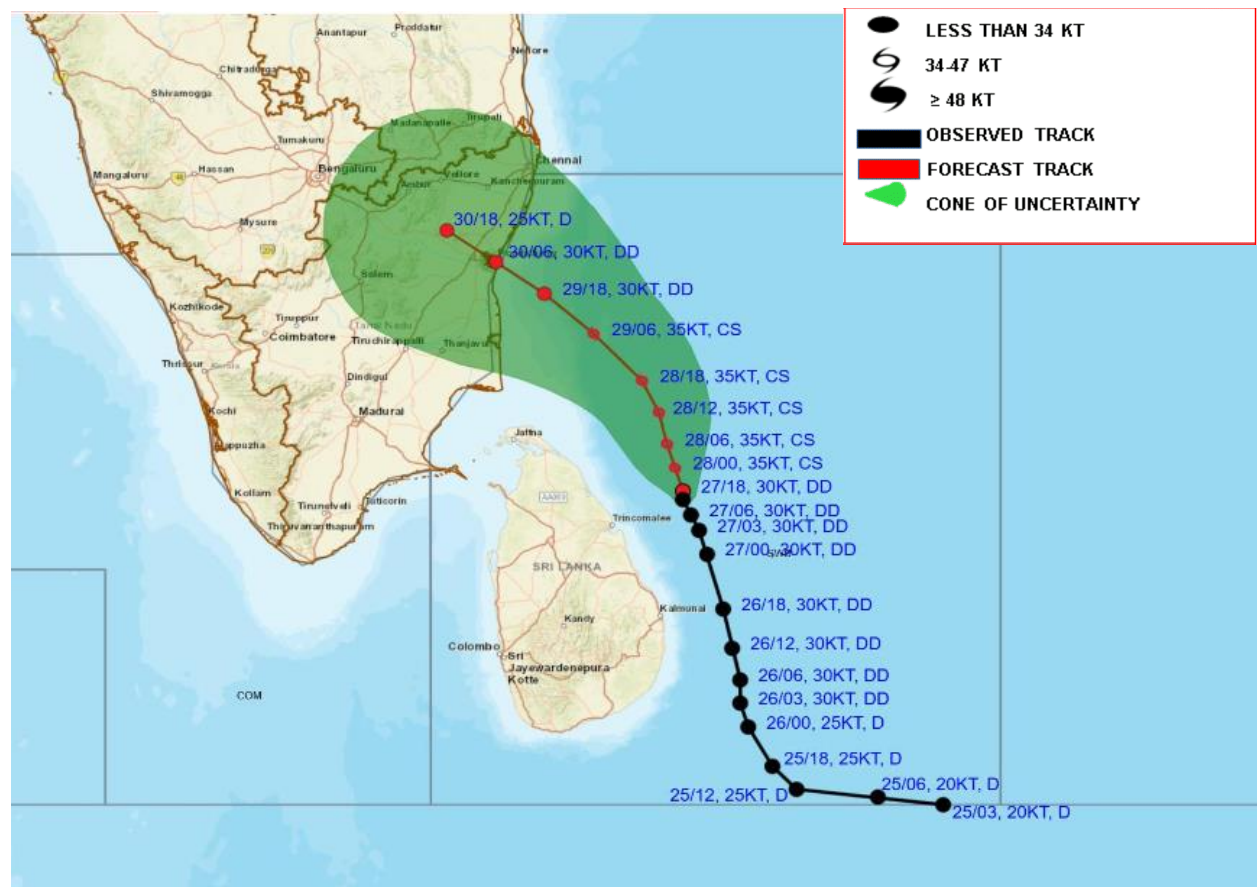 LESS THAN 34 KT
34-47 KT
≥ 48 KT
OBSERVED TRACK
FORECAST TRACK
CONE OF UNCERTAINTY
Anantapur
Proddatur
Nellore
Chitradurga
Shivamogga
Madanapalle
Tirupati
Tumakuru
Chennai
Mangaluru
Hassan
Bengaluru
Ambur
Vellore
Kancheepuram
Mysuru
30/18, 25KT, D
30/06, 30KT, DD
Salem
29/18, 30KT, DD
Kozhikode
Tiruppur
Coimbatore
Tamil Nadu
Tiruchirappalli
Thanjavur
29/06, 35KT, CS
Thrissur
Kerala
Dindigul
28/18, 35KT, CS
Kochi
Madurai
28/12, 35KT, CS
Alappuzha
Jaffna
28/06, 35KT, CS
28/00, 35KT, CS
Kollam
Tirunelveli
Tuticorin
27/18, 30KT, DD
Thiruvananthapuram
Trincomalee
27/06, 30KT, DD
27/03, 30KT, DD
27/00, 30KT, DD
SRI LANKA
Kalmunai
26/18, 30KT, DD
Kandy
Colombo
Sri
Jayewardenepura
Kotte
26/12, 30KT, DD
26/06, 30KT, DD
COM
26/03, 30KT, DD
26/00, 25KT, D
25/18, 25KT, D
25/12, 25KT, D
25/06, 20KT, D
25/03, 20KT, D